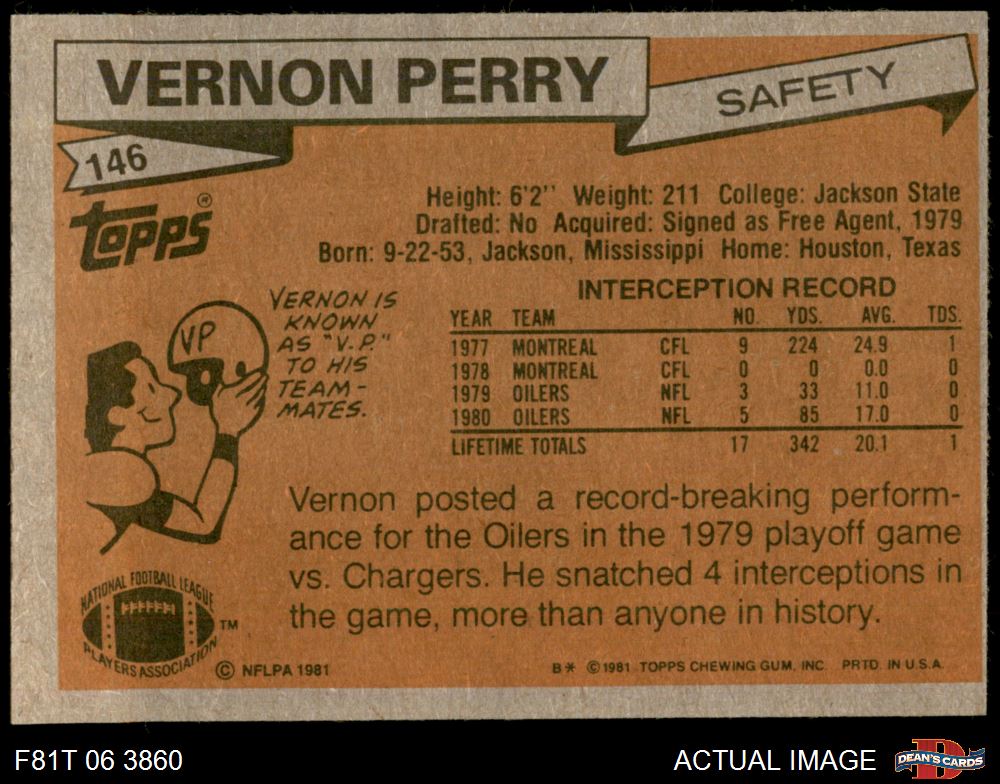 VERNON PERRY
SAFETY
146
topps®
Height: 6'2'' Weight: 211 College: Jackson State
Drafted: No Acquired: Signed as Free Agent, 1979
Born: 9-22-53, Jackson, Mississippi Home: Houston, Texas
VERNON IS
KNOWN
AS "V.P."
TO HIS
TEAM-
MATES.
VP
INTERCEPTION RECORD
YEAR TEAM NO. YDS. AVG. TDS.
1977 MONTREAL CFL 9 224 24.9 1
1978 MONTREAL CFL 0 0 0.0 0
1979 OILERS NFL 3 33 11.0 0
1980 OILERS NFL 5 85 17.0 0
LIFETIME TOTALS 17 342 20.1 1
Vernon posted a record-breaking perform-
ance for the Oilers in the 1979 playoff game
vs. Chargers. He snatched 4 interceptions in
the game, more than anyone in history.
NATIONAL FOOTBALL LEAGUE
PLAYERS ASSOCIATION
TM
© NFLPA 1981
B* ©1981 TOPPS CHEWING GUM, INC. PRTD. IN U.S.A.
F81T 06 3860
ACTUAL IMAGE
D
DEAN'S CARDS